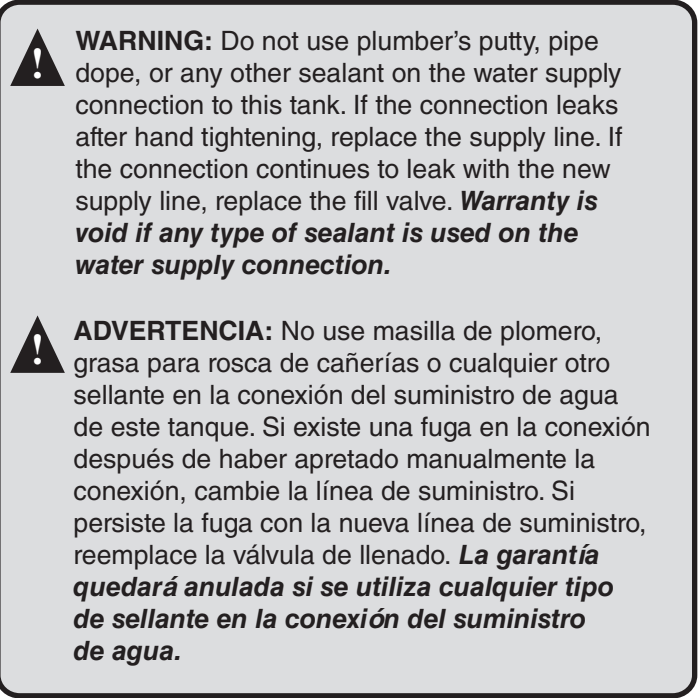 WARNING: Do not use plumber's putty, pipe
dope, or any other sealant on the water supply
connection to this tank. If the connection leaks
after hand tightening, replace the supply line. If
the connection continues to leak with the new
supply line, replace the fill valve. Warranty is
void if any type of sealant is used on the
water supply connection.
ADVERTENCIA: No use masilla de plomero,
grasa para rosca de cañerías o cualquier otro
sellante en la conexión del suministro de agua
de este tanque. Si existe una fuga en la conexión
después de haber apretado manualmente la
conexión, cambie la línea de suministro. Si
persiste la fuga con la nueva línea de suministro,
reemplace la válvula de llenado. La garantía
quedará anulada si se utiliza cualquier tipo
de sellante en la conexión del suministro
de agua.